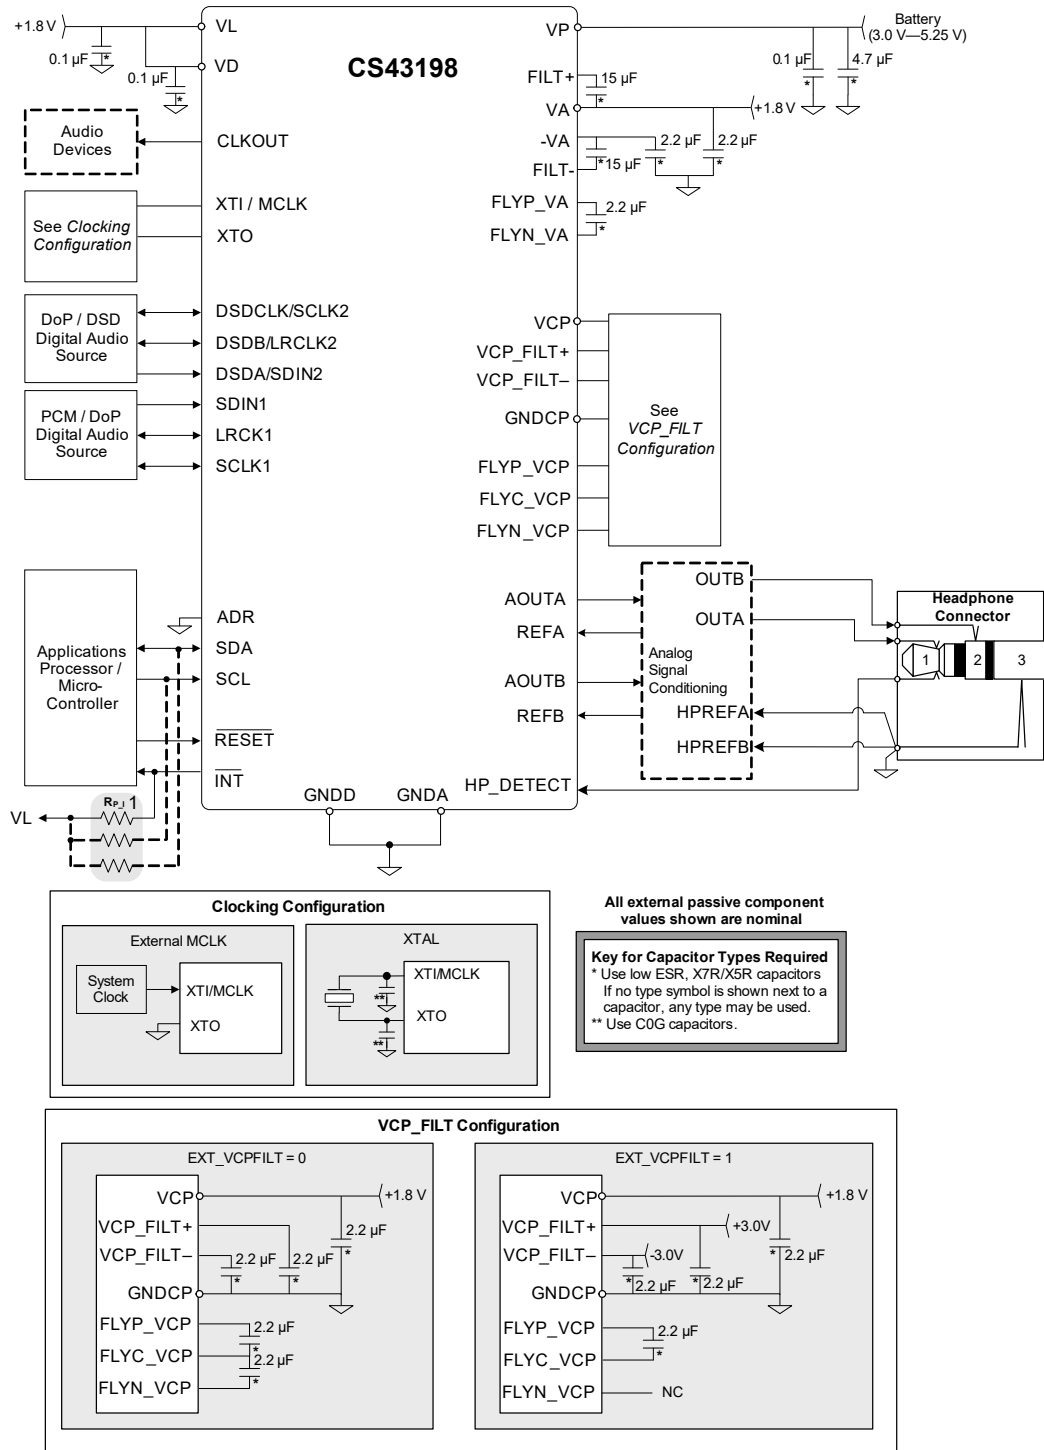 +1.8 V
VL
0.1 µF
0.1 µF
VD
CS43198
VP
Battery
(3.0 V—5.25 V)
0.1 µF
*
4.7 µF
*
*
*
FILT+
15 µF
*
VA
+1.8 V
-VA
*15 µF
2.2 µF
*
2.2 µF
*
FILT-
FLYP_VA
2.2 µF
*
FLYN_VA
Audio
Devices
CLKOUT
See Clocking
Configuration
XTI / MCLK
XTO
DoP / DSD
Digital Audio
Source
DSDCLK/SCLK2
DSDB/LRCLK2
DSDA/SDIN2
PCM / DoP
Digital Audio
Source
SDIN1
LRCK1
SCLK1
VCP
VCP_FILT+
VCP_FILT–
GNDCP
FLYP_VCP
FLYC_VCP
FLYN_VCP
See
VCP_FILT
Configuration
Applications
Processor /
Micro-
Controller
ADR
SDA
SCL
RESET
INT
VL
RP_I 1
GNDD
GNDA
AOUTA
REFA
AOUTB
REFB
HP_DETECT
OUTB
OUTA
Analog
Signal
Conditioning
HPREFA
HPREFB
Headphone
Connector
1
2
3
Clocking Configuration
External MCLK
System
Clock
XTI/MCLK
XTO
XTAL
**
**
XTI/MCLK
XTO
All external passive component
values shown are nominal
Key for Capacitor Types Required
* Use low ESR, X7R/X5R capacitors
If no type symbol is shown next to a
capacitor, any type may be used.
** Use C0G capacitors.
VCP_FILT Configuration
EXT_VCPFILT = 0
VCP
+1.8 V
VCP_FILT+
2.2 µF
*
VCP_FILT–
2.2 µF
*
2.2 µF
*
GNDCP
FLYP_VCP
2.2 µF
*
FLYC_VCP
2.2 µF
*
FLYN_VCP
EXT_VCPFILT = 1
VCP
+1.8 V
VCP_FILT+
+3.0V
VCP_FILT–
-3.0V
* 2.2 µF
* 2.2 µF
* 2.2 µF
GNDCP
FLYP_VCP
2.2 µF
*
FLYC_VCP
FLYN_VCP
NC